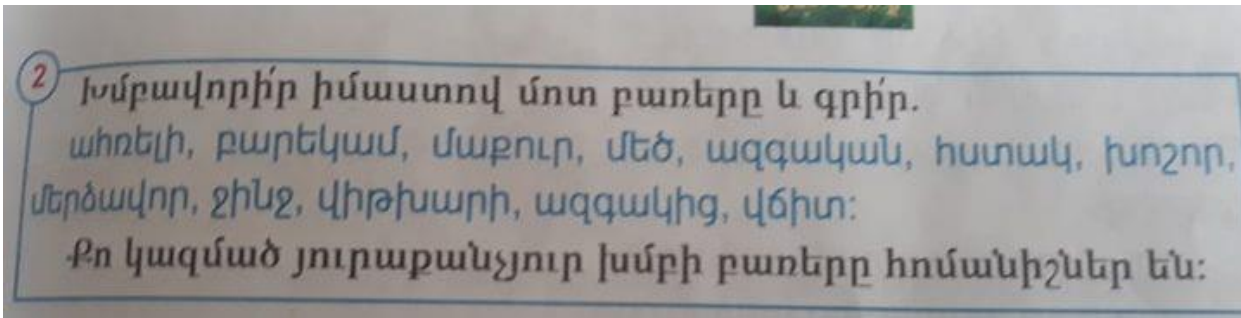 2
Խմբավորի՛ր իմաստով մոտ բառերը և գրի՛ր.
ահռելի, բարեկամ, մաքուր, մեծ, ազգական, հստակ, խոշոր,
մերձավոր, ջինջ, վիթխարի, ազգակից, վճիտ:
Քո կազմած յուրաքանչյուր խմբի բառերը հոմանիշներ են: